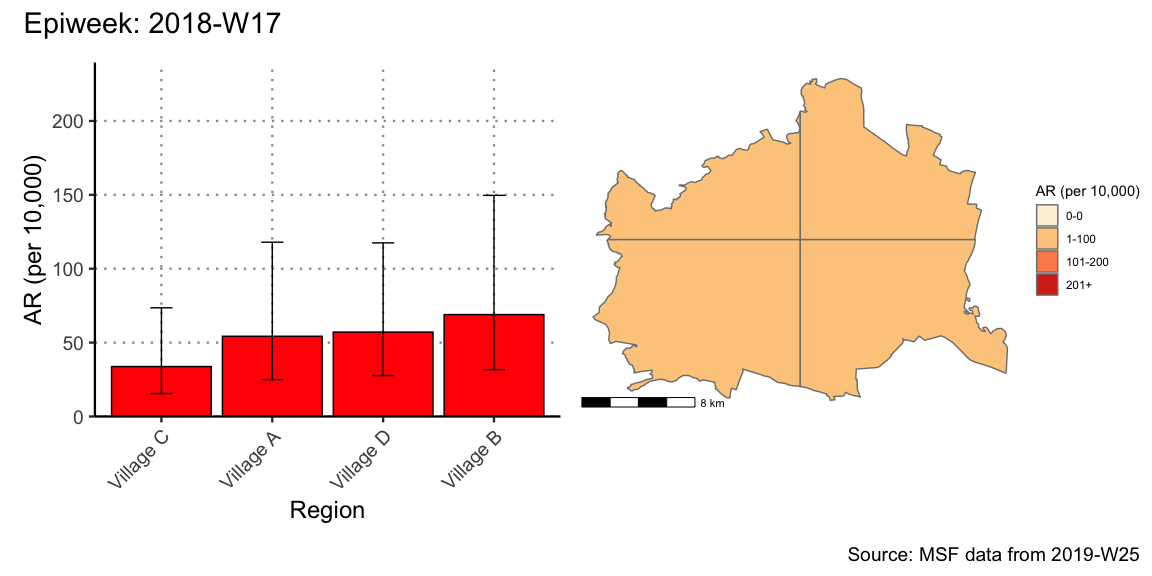 Epiweek: 2018-W17
AR (per 10,000)
200
150
100
50
0
Village C
Village A
Village D
Village B
Region
8 km
AR (per 10,000)
0-0
1-100
101-200
201+
Source: MSF data from 2019-W25